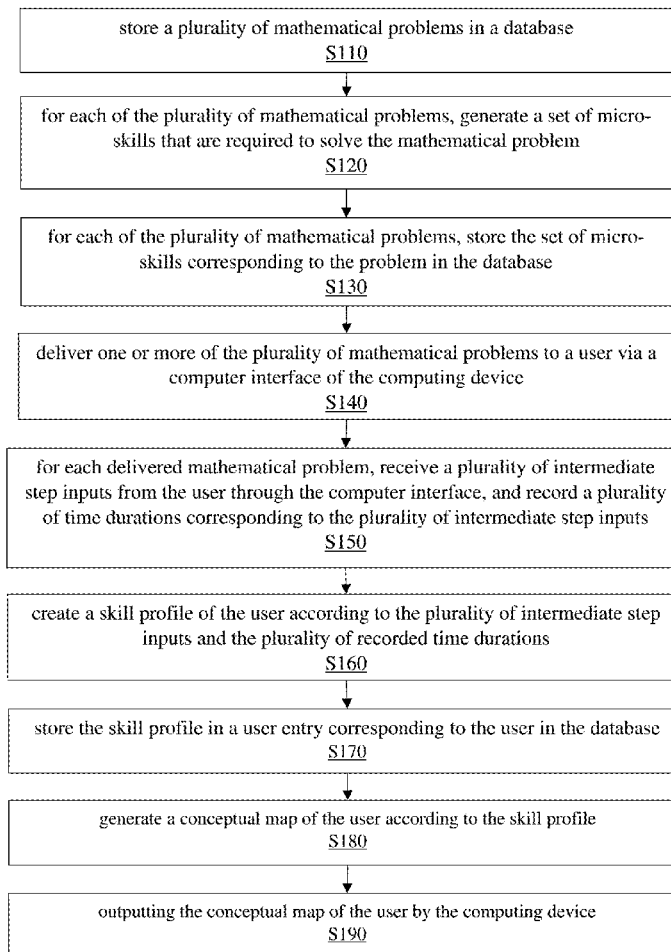 store a plurality of mathematical problems in a database
S110
for each of the plurality of mathematical problems, generate a set of micro-
skills that are required to solve the mathematical problem
S120
for each of the plurality of mathematical problems, store the set of micro-
skills corresponding to the problem in the database
S130
deliver one or more of the plurality of mathematical problems to a user via a
computer interface of the computing device
S140
for each delivered mathematical problem, receive a plurality of intermediate
step inputs from the user through the computer interface, and record a plurality
of time durations corresponding to the plurality of intermediate step inputs
S150
create a skill profile of the user according to the plurality of intermediate step
inputs and the plurality of recorded time durations
S160
store the skill profile in a user entry corresponding to the user in the database
S170
generate a conceptual map of the user according to the skill profile
S180
outputting the conceptual map of the user by the computing device
S190